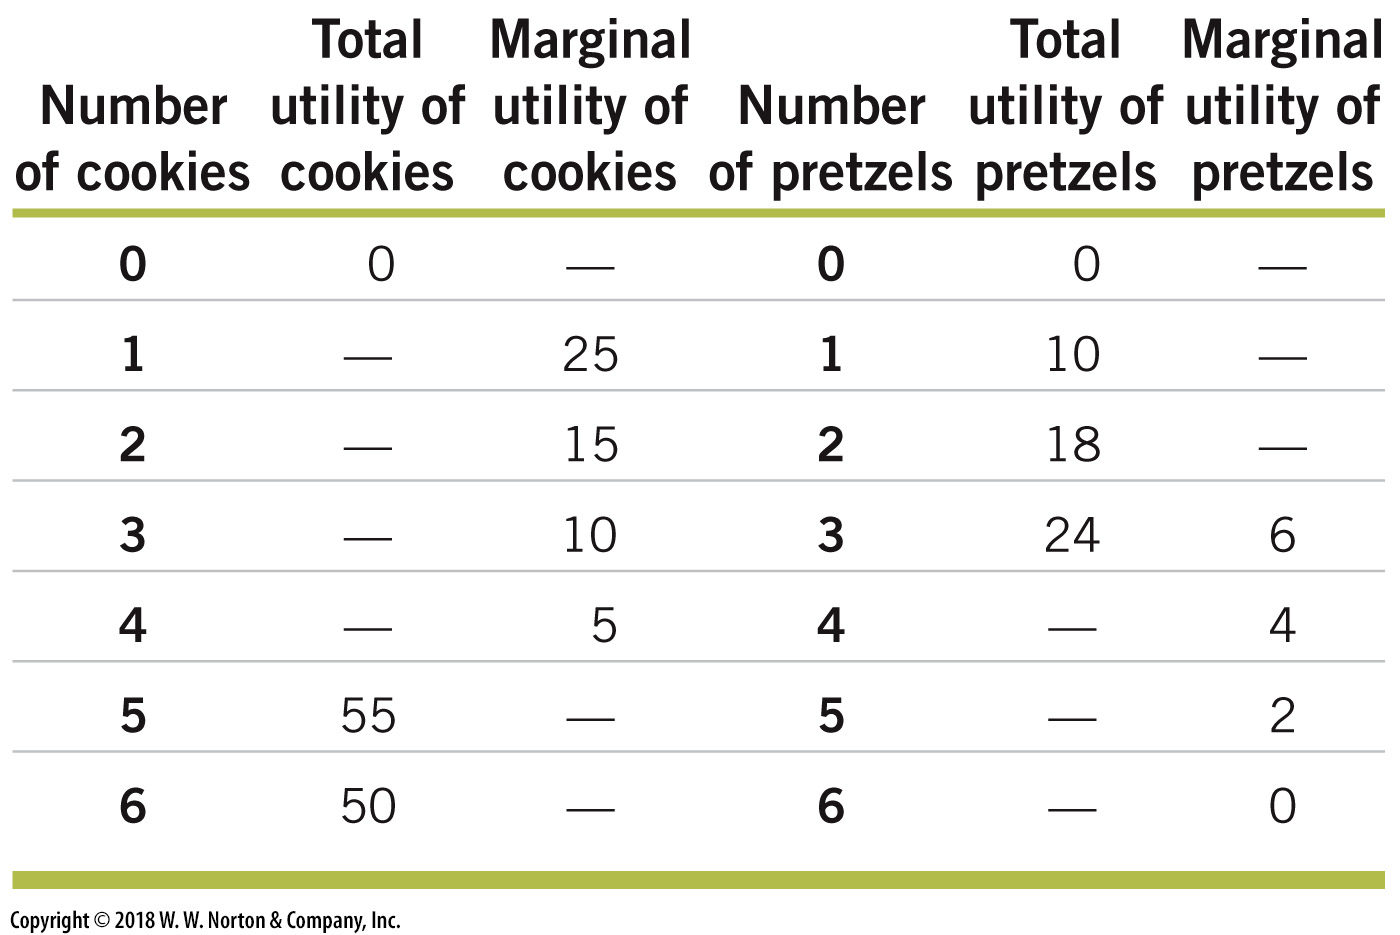 Number of cookies Total utility of cookies Marginal utility of cookies Number of pretzels Total utility of pretzels Marginal utility of pretzels
0 0 — 0 0 —
1 — 25 1 10 —
2 — 15 2 18 —
3 — 10 3 24 6
4 — 5 4 — 4
5 55 — 5 — 2
6 50 — 6 — 0
Copyright © 2018 W. W. Norton & Company, Inc.